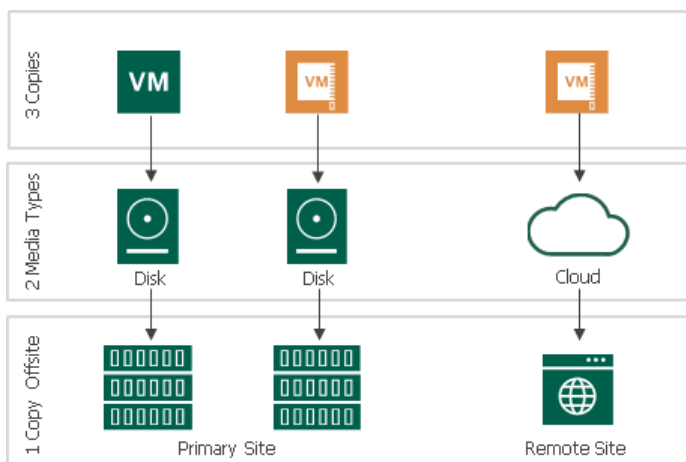 3 Copies
VM
VM
VM
2 Media Types
Disk
Disk
Cloud
1 Copy Offsite
Primary Site
Remote Site